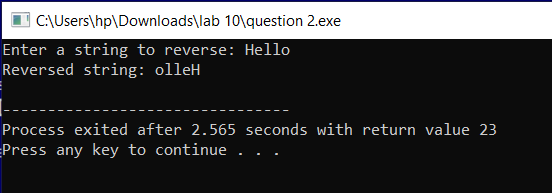 C:\Users\hp\Downloads\lab 10\question 2.exe
Enter a string to reverse: Hello
Reversed string: olleH
--------------------------------
Process exited after 2.565 seconds with return value 23
Press any key to continue . . .